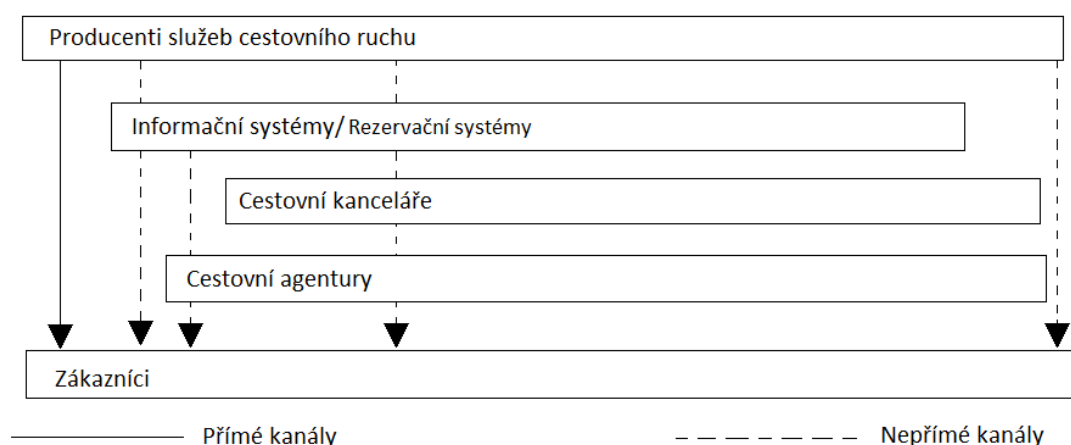 Producenti služeb cestovního ruchu
Informační systémy/ Rezervační systémy
Cestovní kanceláře
Cestovní agentury
Zákazníci
Přímé kanály
Nepřímé kanály